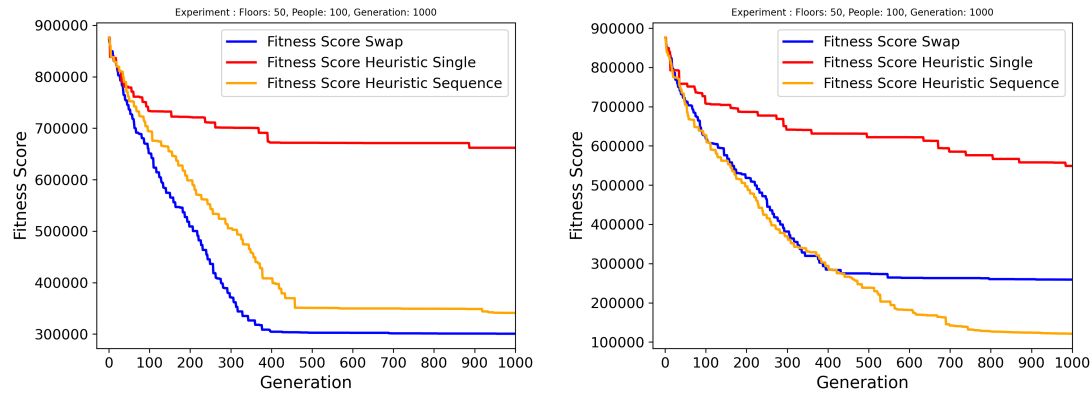 Experiment : Floors: 50, People: 100, Generation: 1000
900000
800000
700000
600000
500000
400000
300000
Fitness Score
Fitness Score Swap
Fitness Score Heuristic Single
Fitness Score Heuristic Sequence
0 100 200 300 400 500 600 700 800 900 1000
Generation
Experiment : Floors: 50, People: 100, Generation: 1000
900000
800000
700000
600000
500000
400000
300000
200000
100000
Fitness Score
Fitness Score Swap
Fitness Score Heuristic Single
Fitness Score Heuristic Sequence
0 100 200 300 400 500 600 700 800 900 1000
Generation